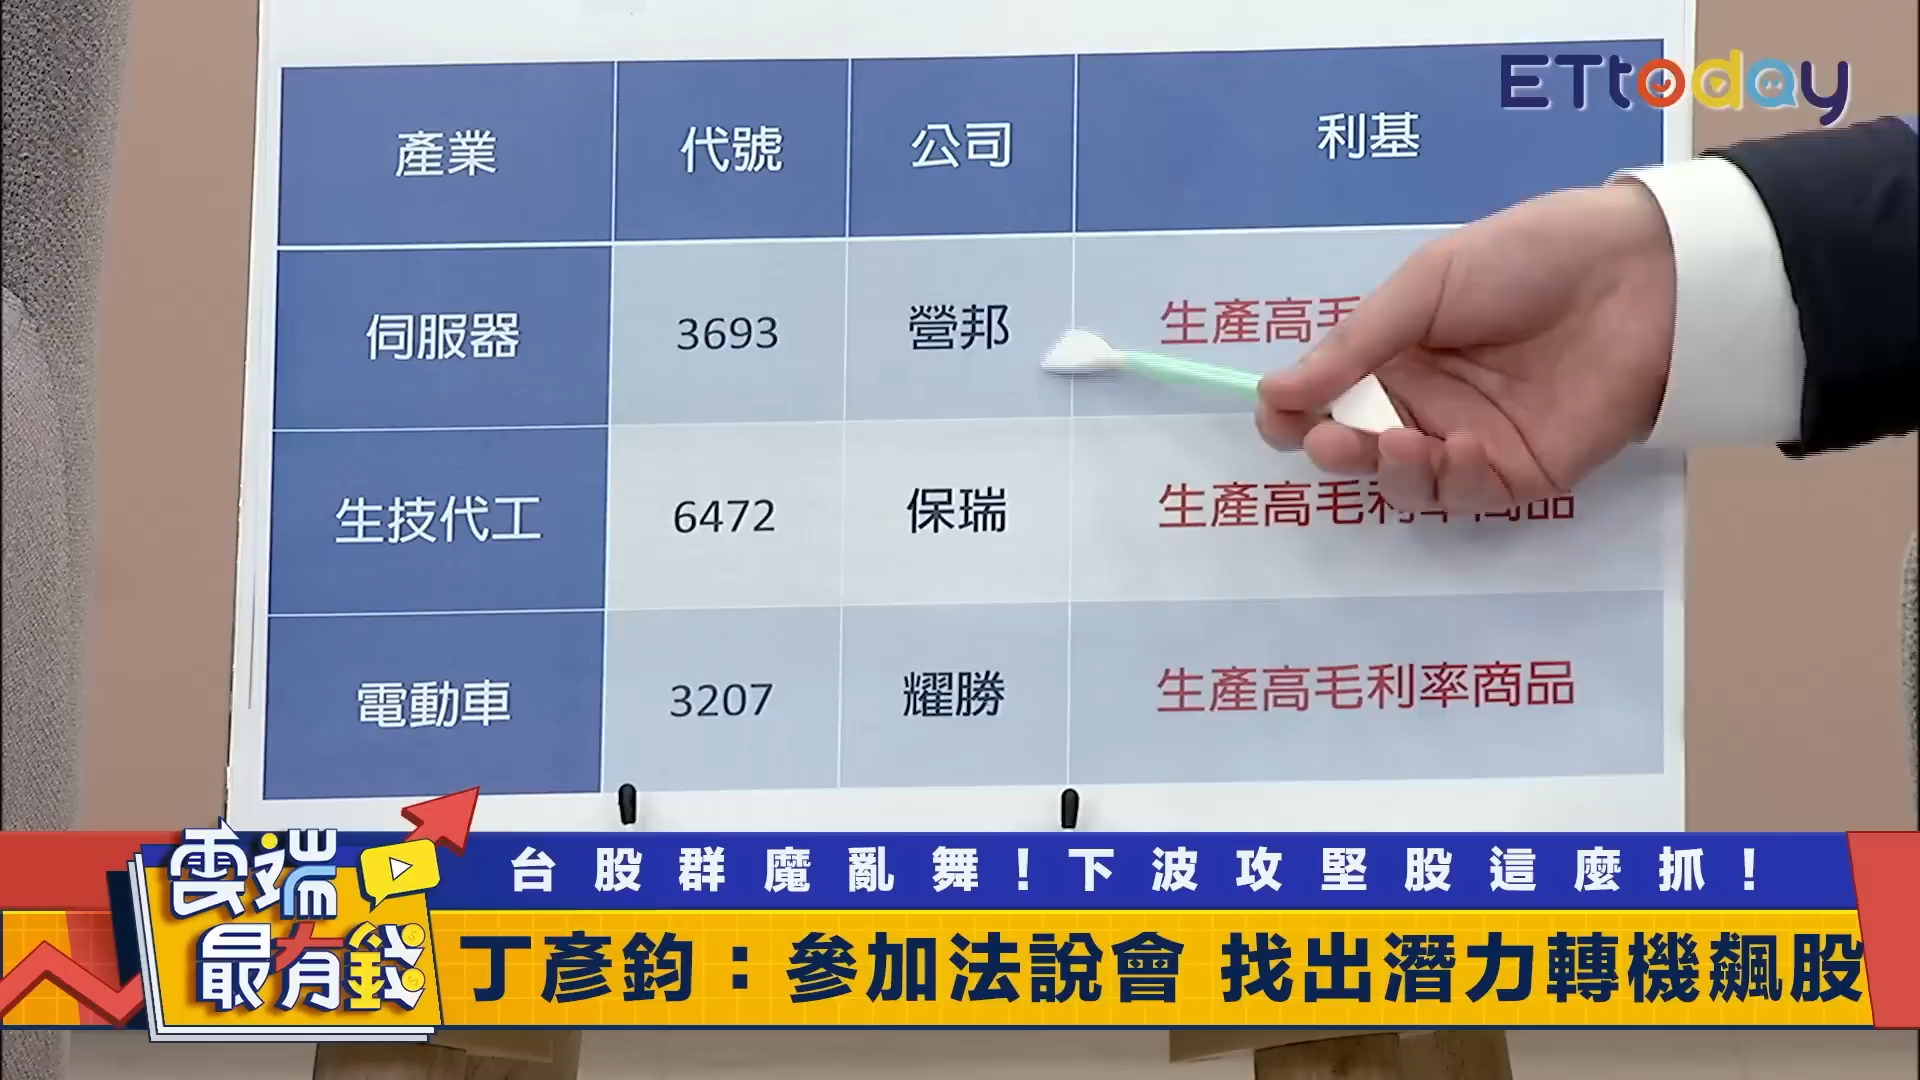 ETtoday
產業 代號 公司 利基
伺服器 3693 營邦 生產高毛
生技代工 6472 保瑞 生產高毛利率商品
電動車 3207 耀勝 生產高毛利率商品
台股群魔亂舞！下波攻堅股這麼抓！
雲端最有錢
丁彥鈞：參加法說會 找出潛力轉機飆股